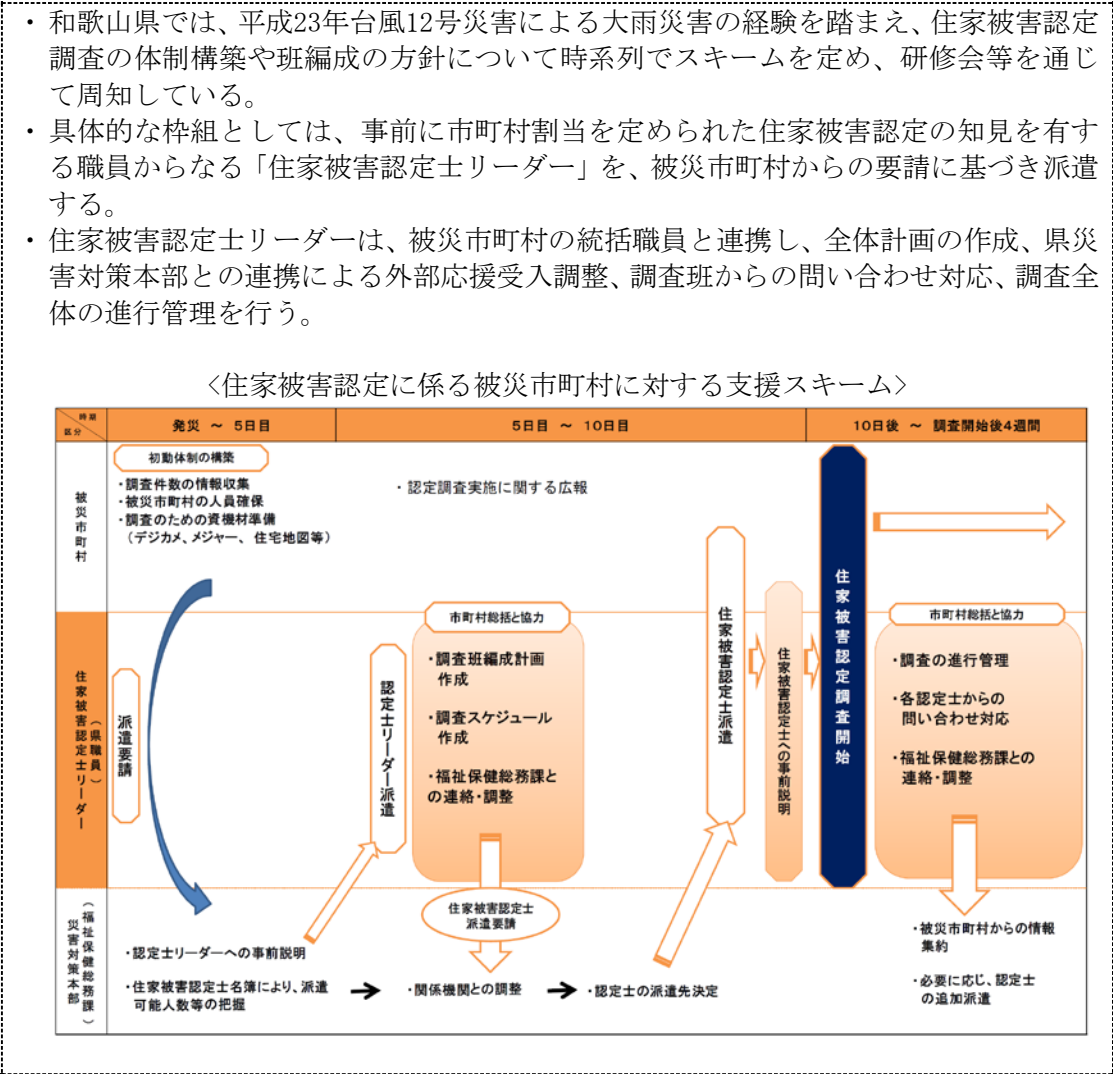 ・和歌山県では、平成23年台風12号災害による大雨災害の経験を踏まえ、住家被害認定
調査の体制構築や班編成の方針について時系列でスキームを定め、研修会等を通じ
て周知している。
・具体的な枠組としては、事前に市町村割当を定められた住家被害認定の知見を有す
る職員からなる「住家被害認定士リーダー」を、被災市町村からの要請に基づき派遣
する。
・住家被害認定士リーダーは、被災市町村の統括職員と連携し、全体計画の作成、県災
害対策本部との連携による外部応援受入調整、調査班からの問い合わせ対応、調査全
体の進行管理を行う。
<住家被害認定に係る被災市町村に対する支援スキーム>
時期
区分
発災 ～ 5日目
5日目 ～ 10日目
10日後 ～ 調査開始後4週間
被災市町村
初動体制の構築
・調査件数の情報収集
・被災市町村の人員確保
・調査のための資機材準備
（デジカメ、メジャー、住宅地図等）
・認定調査実施に関する広報
住家被害認定士リーダー
（県職員）
派遣要請
認定士リーダー派遣
市町村総括と協力
・調査班編成計画
作成
・調査スケジュール
作成
・福祉保健総務課と
の連絡・調整
住家被害認定士派遣
住家被害認定士への事前説明
住家被害認定調査開始
市町村総括と協力
・調査の進行管理
・各認定士からの
問い合わせ対応
・福祉保健総務課との
連絡・調整
災害対策本部
（福祉保健総務課）
・認定士リーダーへの事前説明
・住家被害認定士名簿により、派遣
可能人数等の把握
住家被害認定士
派遣要請
・関係機関との調整
・認定士の派遣先決定
・被災市町村からの情報
集約
・必要に応じ、認定士
の追加派遣